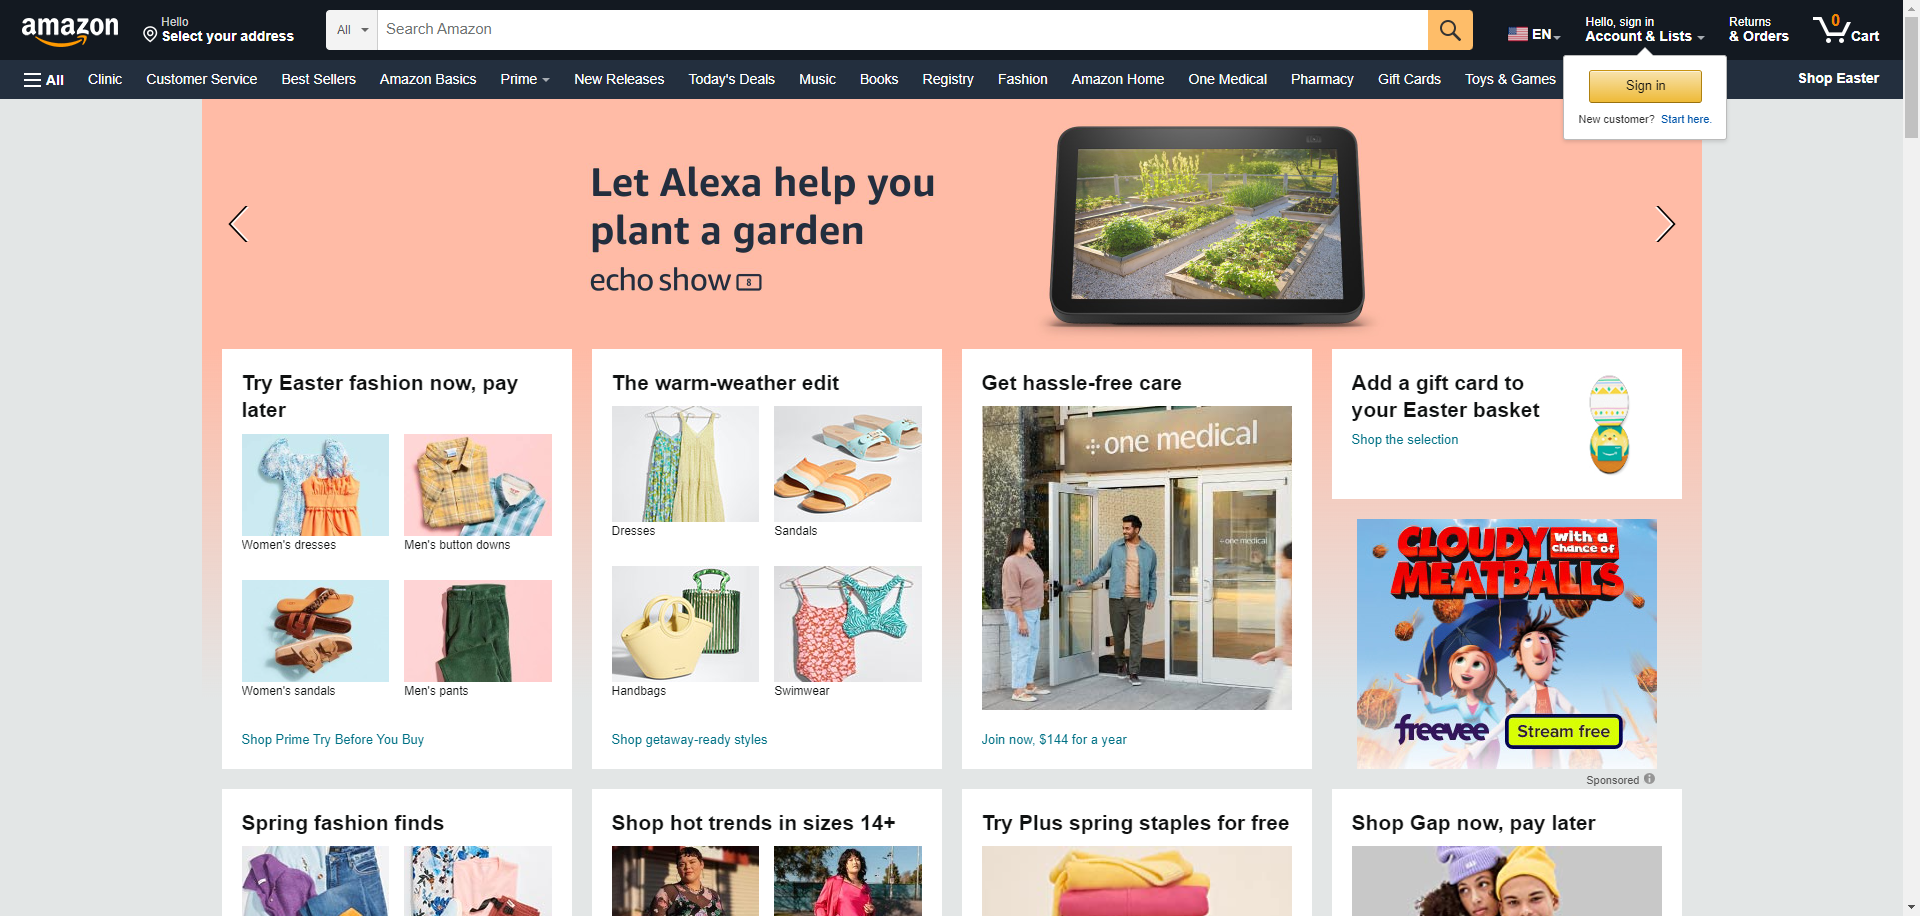 amazon
Hello
Select your address
All
Search Amazon
EN
Hello, sign in
Account & Lists
Returns
& Orders
0
Cart
All
Clinic
Customer Service
Best Sellers
Amazon Basics
Prime
New Releases
Today's Deals
Music
Books
Registry
Fashion
Amazon Home
One Medical
Pharmacy
Gift Cards
Toys & Games
Shop Easter
Sign in
New customer? Start here.
Let Alexa help you
plant a garden
echo show 8
Try Easter fashion now, pay
later
Women's dresses
Men's button downs
Women's sandals
Men's pants
Shop Prime Try Before You Buy
The warm-weather edit
Dresses
Sandals
Handbags
Swimwear
Shop getaway-ready styles
Get hassle-free care
one medical
one medical
Join now, $144 for a year
Add a gift card to
your Easter basket
Shop the selection
CLOUDY with a
chance of
MEATBALLS
freevee
Stream free
Sponsored
Spring fashion finds
Shop hot trends in sizes 14+
Try Plus spring staples for free
Shop Gap now, pay later